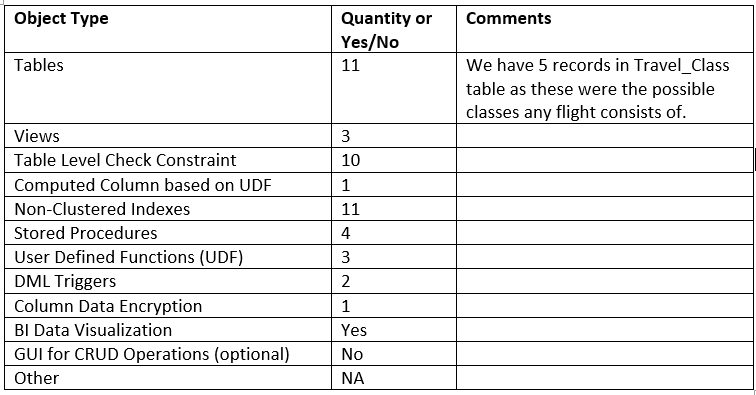 Object Type Quantity or Comments
Yes/No
Tables 11 We have 5 records in Travel_Class
table as these were the possible
classes any flight consists of.
Views 3
Table Level Check Constraint 10
Computed Column based on UDF 1
Non-Clustered Indexes 11
Stored Procedures 4
User Defined Functions (UDF) 3
DML Triggers 2
Column Data Encryption 1
BI Data Visualization Yes
GUI for CRUD Operations (optional) No
Other NA